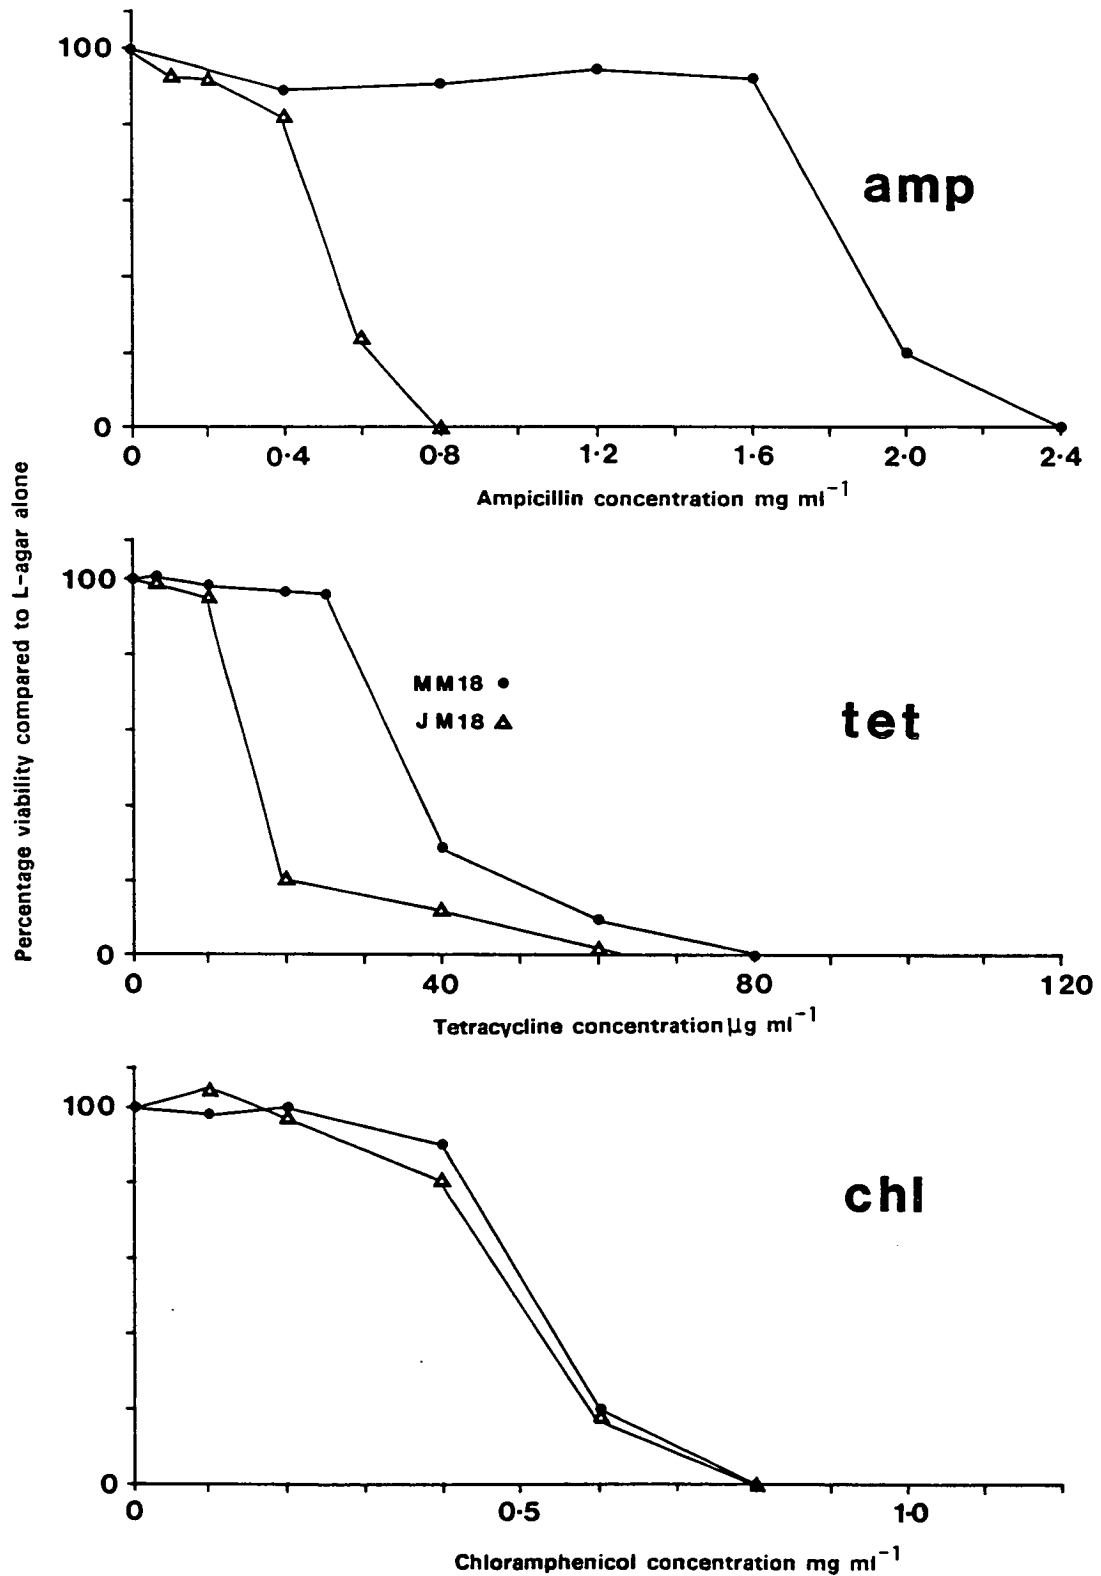 100
amp
0
0 0·4 0·8 1·2 1·6 2·0 2·4
Ampicillin concentration mg ml⁻¹
Percentage viability compared to L-agar alone
100
MM18
JM18
tet
0
0 40 80 120
Tetracycline concentration μg ml⁻¹
100
chl
0
0 0·5 1·0
Chloramphenicol concentration mg ml⁻¹